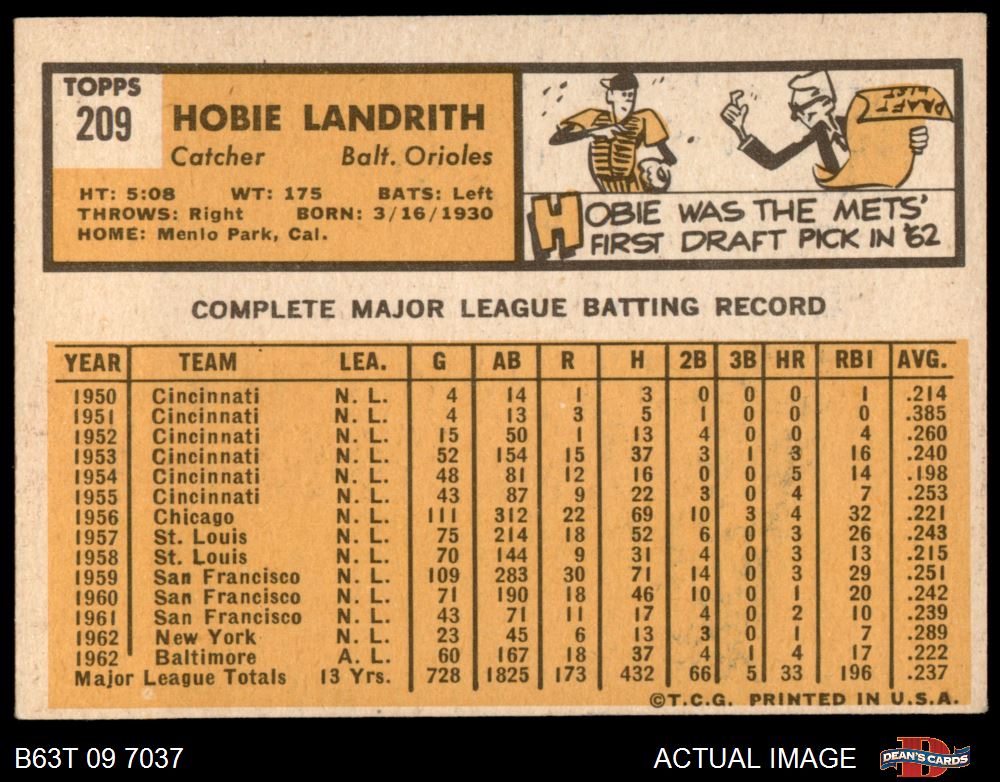 TOPPS
209
HOBIE LANDRITH
Catcher Balt. Orioles
HT: 5:08 WT: 175 BATS: Left
THROWS: Right BORN: 3/16/1930
HOME: Menlo Park, Cal.
DRAFT
LIST
HOBIE WAS THE METS'
FIRST DRAFT PICK IN '62
COMPLETE MAJOR LEAGUE BATTING RECORD
YEAR TEAM LEA. G AB R H 2B 3B HR RBI AVG.
1950 Cincinnati N. L. 4 14 1 3 0 0 0 1 .214
1951 Cincinnati N. L. 4 13 3 5 1 0 0 0 .385
1952 Cincinnati N. L. 15 50 1 13 4 0 0 4 .260
1953 Cincinnati N. L. 52 154 15 37 3 1 3 16 .240
1954 Cincinnati N. L. 48 81 12 16 0 0 5 14 .198
1955 Cincinnati N. L. 43 87 9 22 3 0 4 7 .253
1956 Chicago N. L. 111 312 22 69 10 3 4 32 .221
1957 St. Louis N. L. 75 214 18 52 6 0 3 26 .243
1958 St. Louis N. L. 70 144 9 31 4 0 3 13 .215
1959 San Francisco N. L. 109 283 30 71 14 0 3 29 .251
1960 San Francisco N. L. 71 190 18 46 10 0 1 20 .242
1961 San Francisco N. L. 43 71 11 17 4 0 2 10 .239
1962 New York N. L. 23 45 6 13 3 0 1 7 .289
1962 Baltimore A. L. 60 167 18 37 4 1 4 17 .222
Major League Totals 13 Yrs. 728 1825 173 432 66 5 33 196 .237
©T.C.G. PRINTED IN U.S.A.
B63T 09 7037 ACTUAL IMAGE DEAN'S CARDS